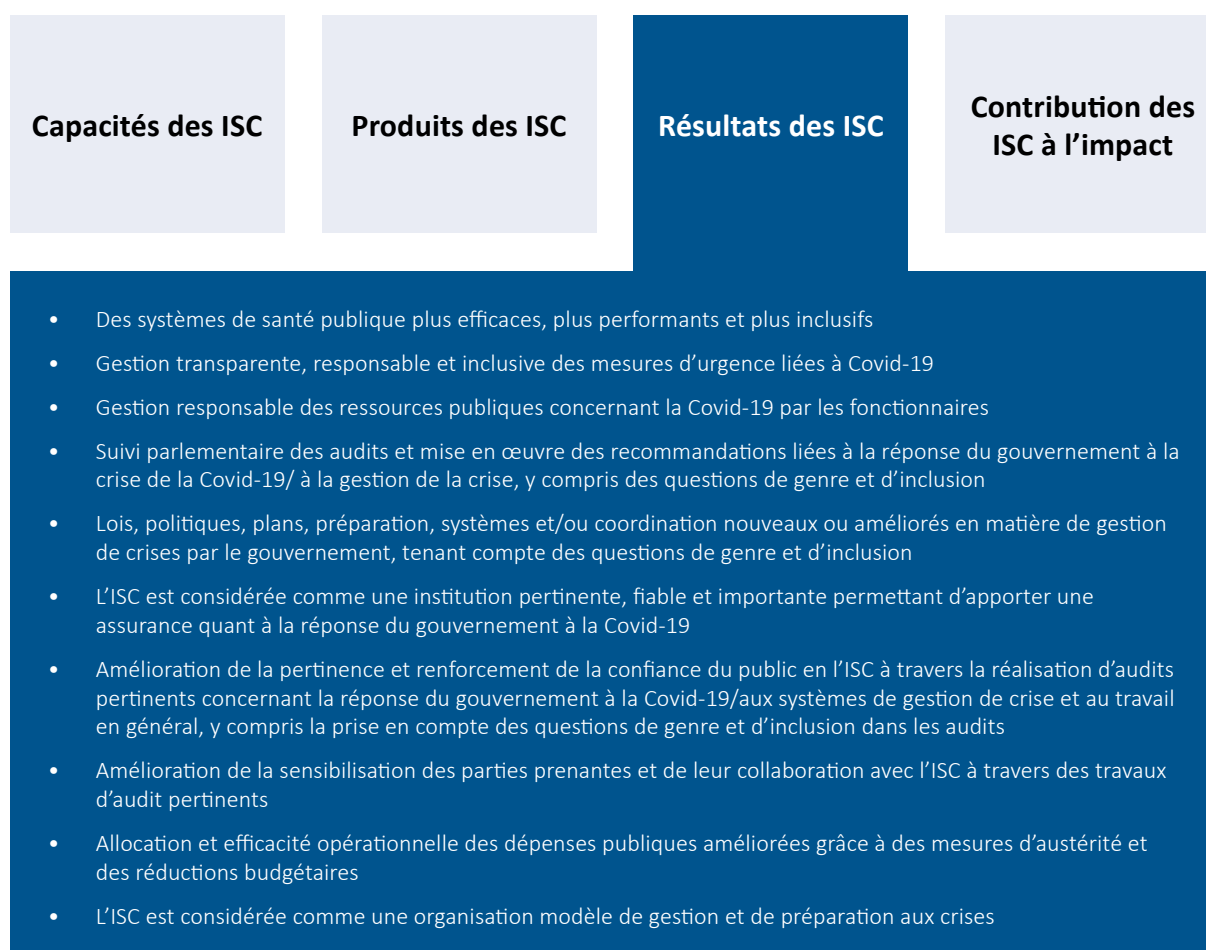 Capacités des ISC
Produits des ISC
Résultats des ISC
Contribution des
ISC à l’impact
• Des systèmes de santé publique plus efficaces, plus performants et plus inclusifs
• Gestion transparente, responsable et inclusive des mesures d’urgence liées à Covid-19
• Gestion responsable des ressources publiques concernant la Covid-19 par les fonctionnaires
• Suivi parlementaire des audits et mise en œuvre des recommandations liées à la réponse du gouvernement à la
crise de la Covid-19/ à la gestion de la crise, y compris des questions de genre et d’inclusion
• Lois, politiques, plans, préparation, systèmes et/ou coordination nouveaux ou améliorés en matière de gestion
de crises par le gouvernement, tenant compte des questions de genre et d’inclusion
• L’ISC est considérée comme une institution pertinente, fiable et importante permettant d’apporter une
assurance quant à la réponse du gouvernement à la Covid-19
• Amélioration de la pertinence et renforcement de la confiance du public en l’ISC à travers la réalisation d’audits
pertinents concernant la réponse du gouvernement à la Covid-19/aux systèmes de gestion de crise et au travail
en général, y compris la prise en compte des questions de genre et d’inclusion dans les audits
• Amélioration de la sensibilisation des parties prenantes et de leur collaboration avec l’ISC à travers des travaux
d’audit pertinents
• Allocation et efficacité opérationnelle des dépenses publiques améliorées grâce à des mesures d’austérité et
des réductions budgétaires
• L’ISC est considérée comme une organisation modèle de gestion et de préparation aux crises